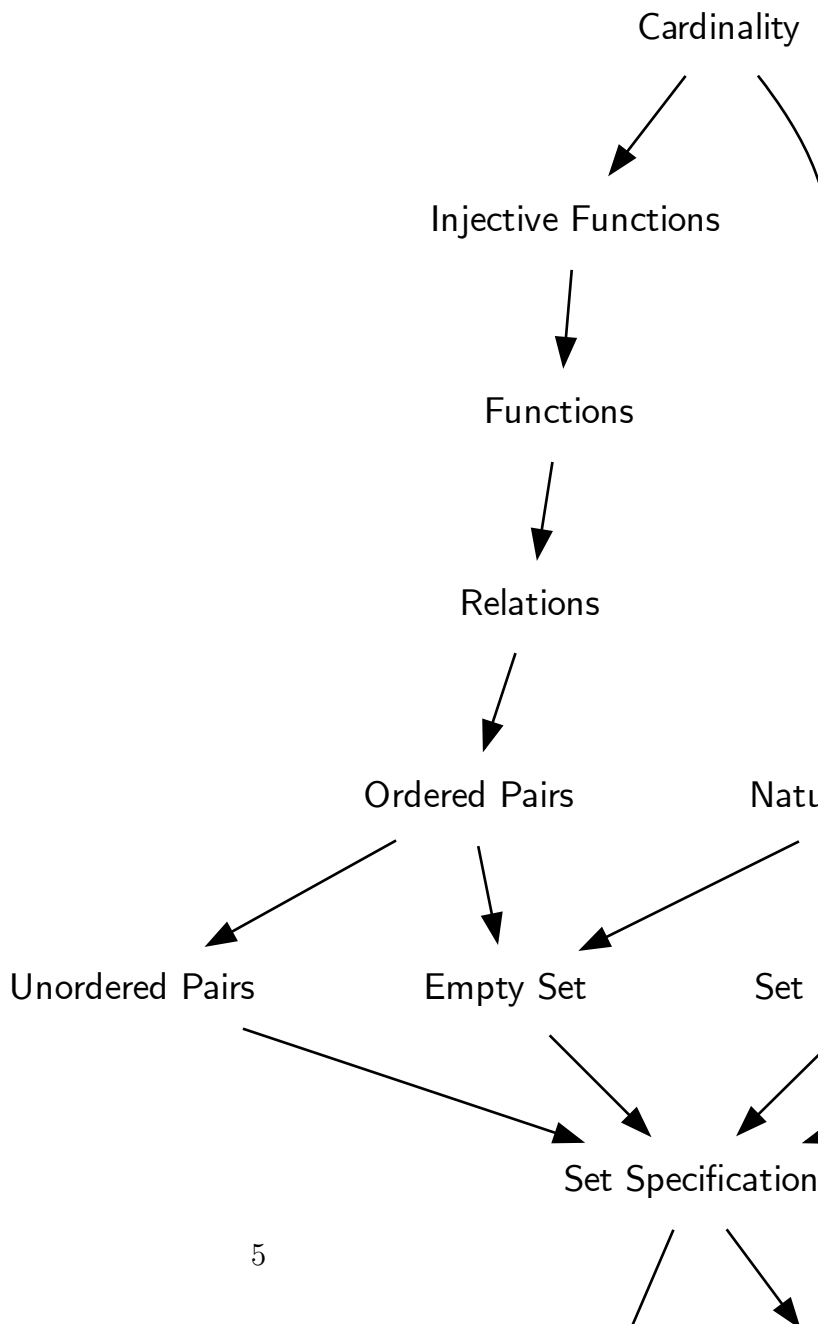 Cardinality
Injective Functions
Functions
Relations
Ordered Pairs
Unordered Pairs
Empty Set
Set
Set Specification
5